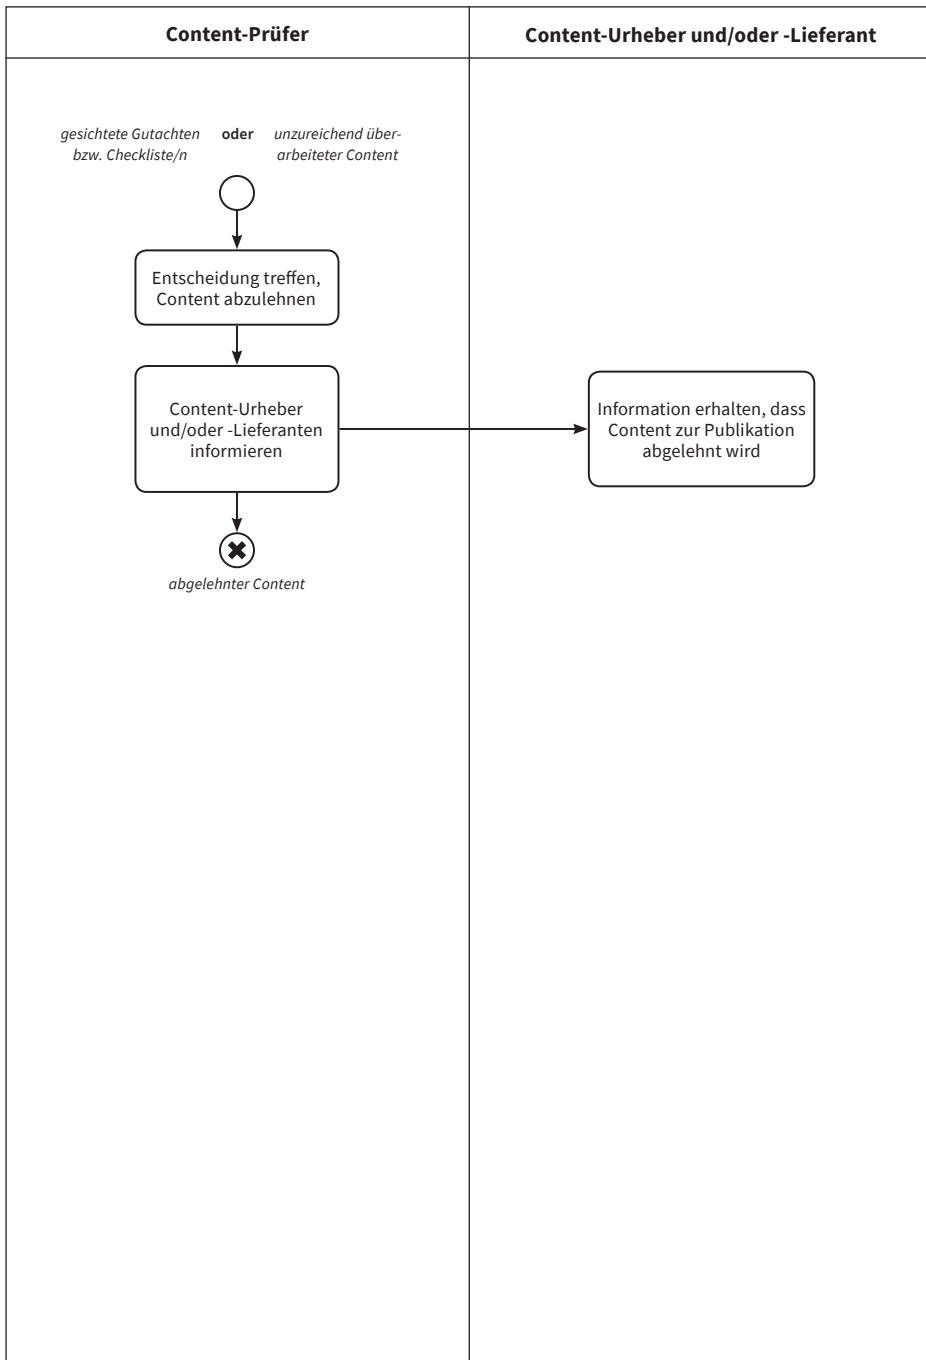 Content-Prüfer
Content-Urheber und/oder -Lieferant
gesichtete Gutachten oder unzureichend über-
bzw. Checkliste/n arbeiteter Content
Entscheidung treffen,
Content abzulehnen
Content-Urheber
und/oder -Lieferanten
informieren
Information erhalten, dass
Content zur Publikation
abgelehnt wird
abgelehnter Content